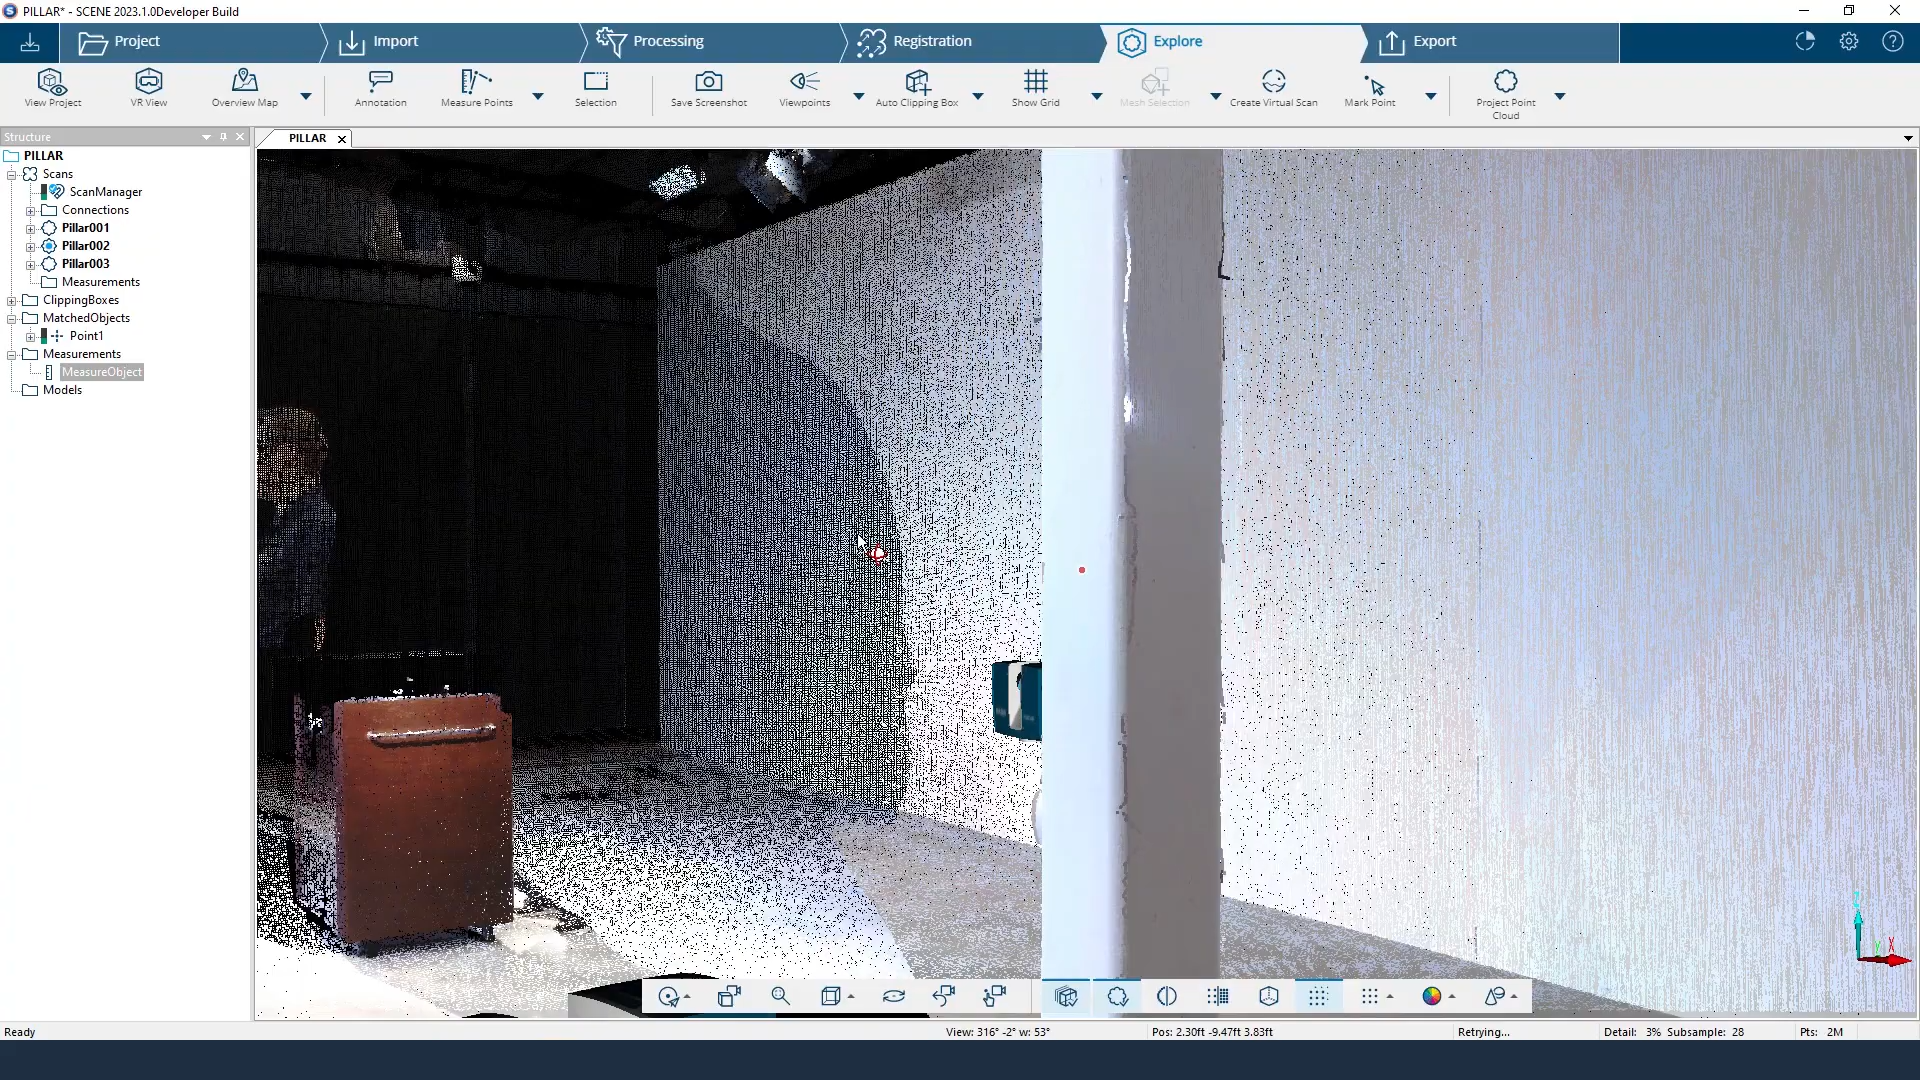 PILLAR* - SCENE 2023.1.0Developer Build
Project
Import
Processing
Registration
Explore
Export
View Project
VR View
Overview Map
Annotation
Measure Points
Selection
Save Screenshot
Viewpoints
Auto Clipping Box
Show Grid
Mesh Selection
Create Virtual Scan
Mark Point
Project Point
Cloud
Structure
PILLAR
PILLAR
Scans
ScanManager
Connections
Pillar001
Pillar002
Pillar003
Measurements
ClippingBoxes
MatchedObjects
Point1
Measurements
MeasureObject
Models
Z
Y
X
Ready
View: 316° -2° w: 53°
Pos: 2.30ft -9.47ft 3.83ft
Retrying...
Detail: 3% Subsample: 28
Pts: 2M